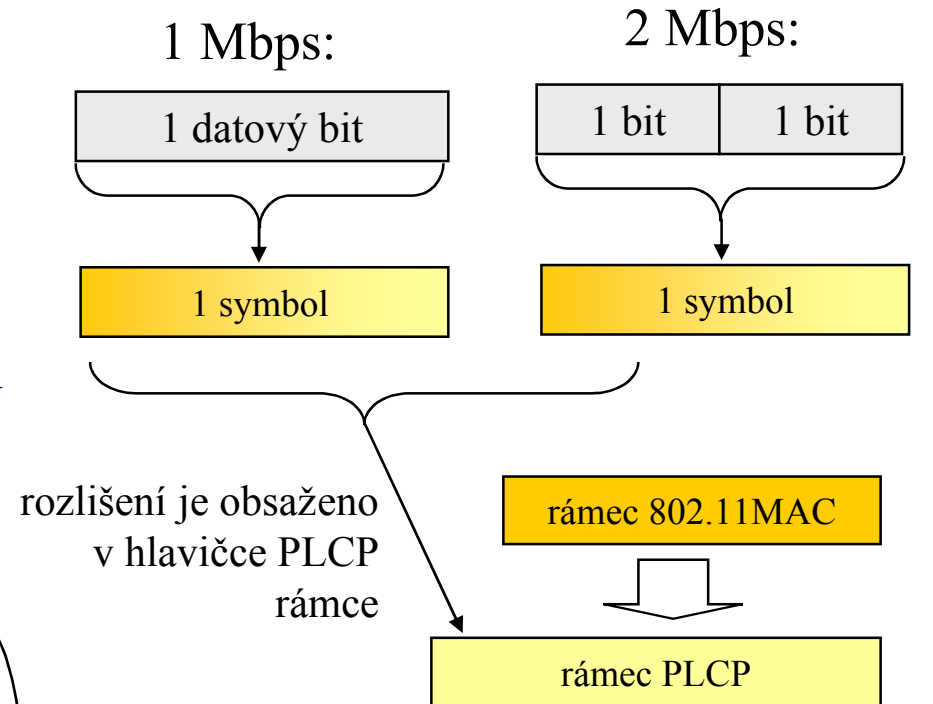 1 Mbps:
2 Mbps:
1 datový bit
1 bit
1 bit
1 symbol
1 symbol
rozlišení je obsaženo
v hlavičce PLCP
rámce
rámec 802.11MAC
rámec PLCP